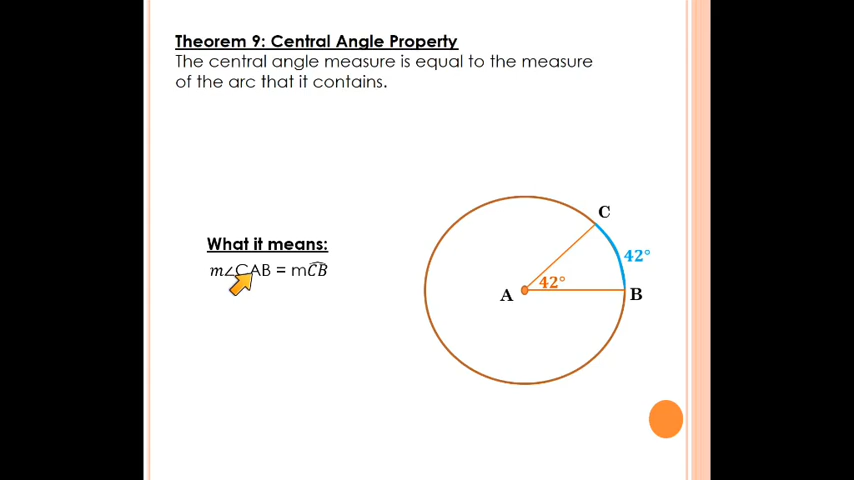 Theorem 9: Central Angle Property
The central angle measure is equal to the measure
of the arc that it contains.
What it means:
m∠CAB = mC͡B
C
42°
42°
A
B